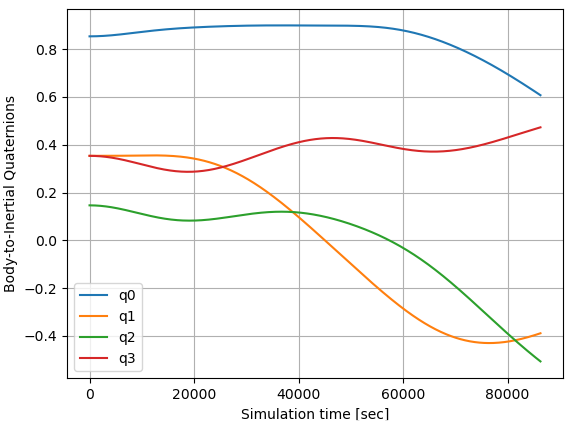 Body-to-Inertial Quaternions
0.8
0.6
0.4
0.2
0.0
−0.2
−0.4
q0
q1
q2
q3
0 20000 40000 60000 80000
Simulation time [sec]